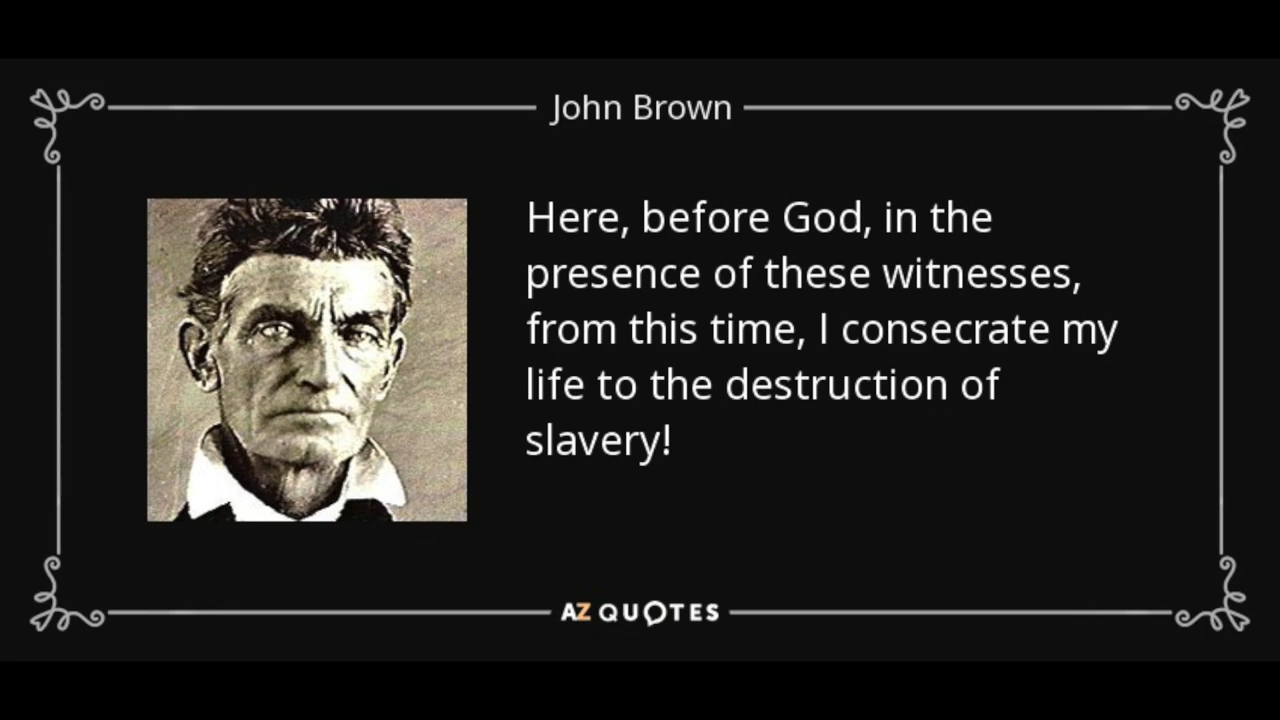 John Brown
Here, before God, in the
presence of these witnesses,
from this time, I consecrate my
life to the destruction of
slavery!
AZ QUOTES